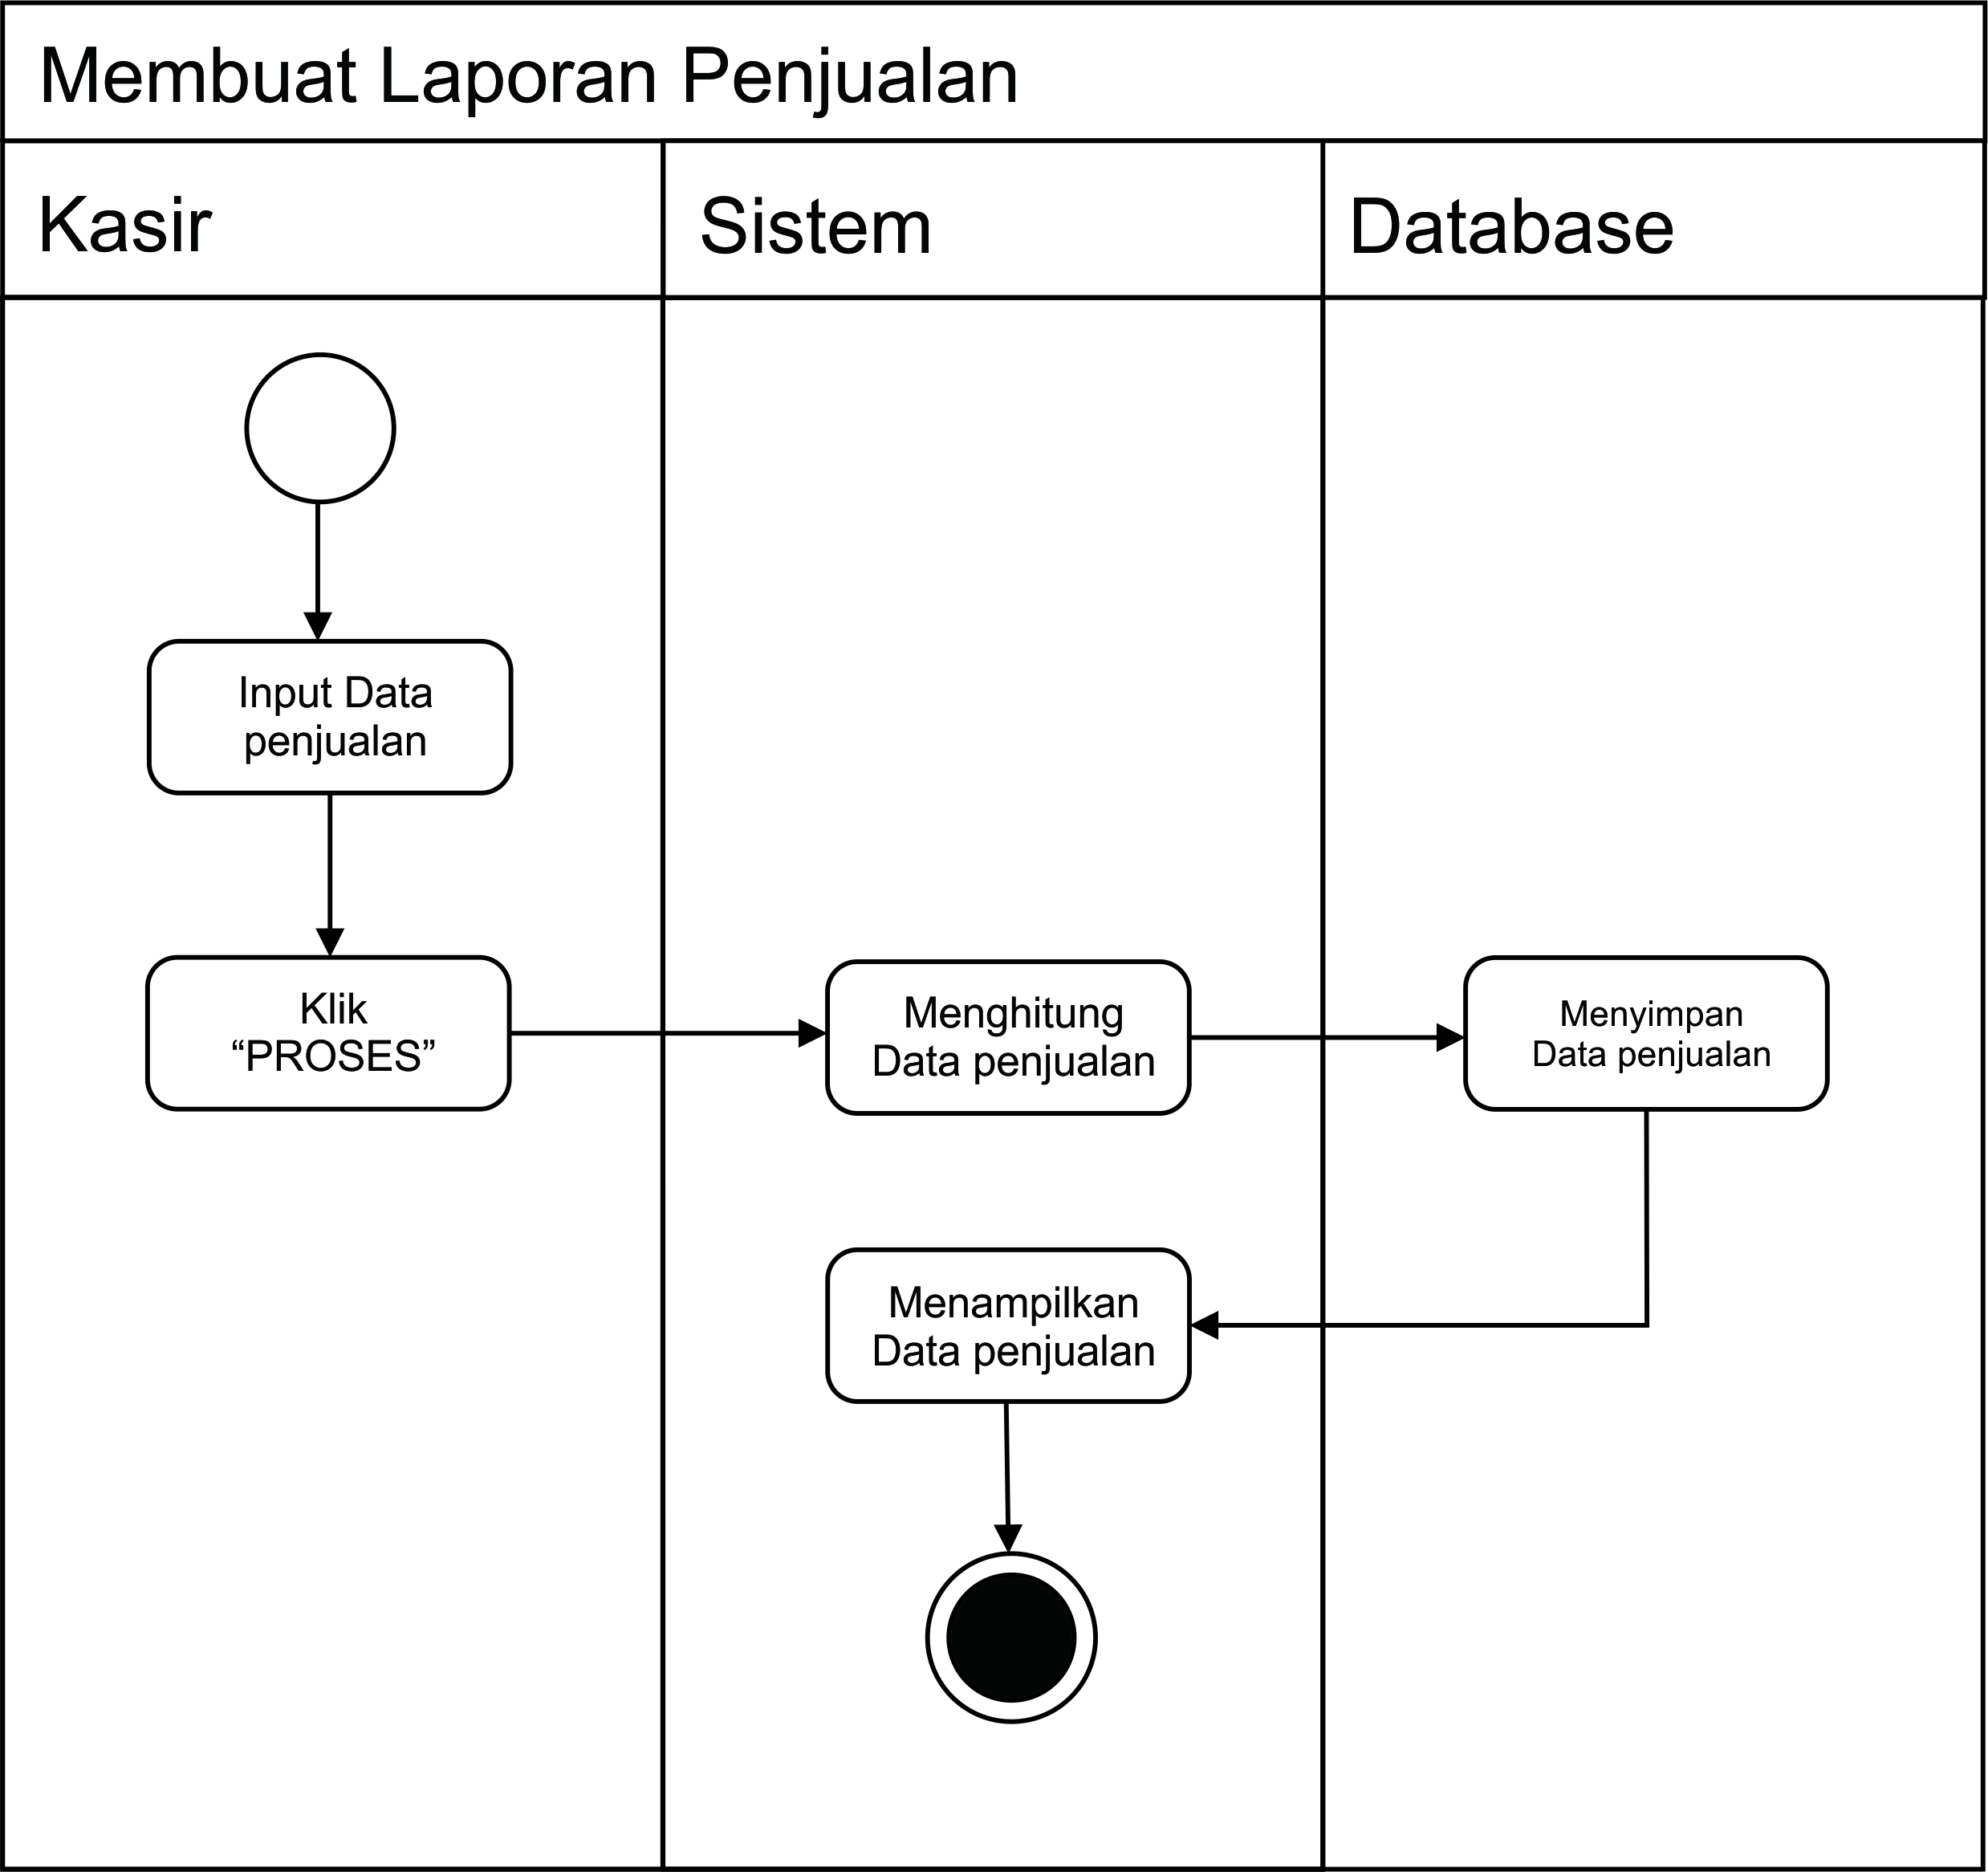 Membuat Laporan Penjualan
Kasir
Sistem
Database
Input Data
penjualan
Klik
“PROSES”
Menghitung
Data penjualan
Menyimpan
Data penjualan
Menampilkan
Data penjualan